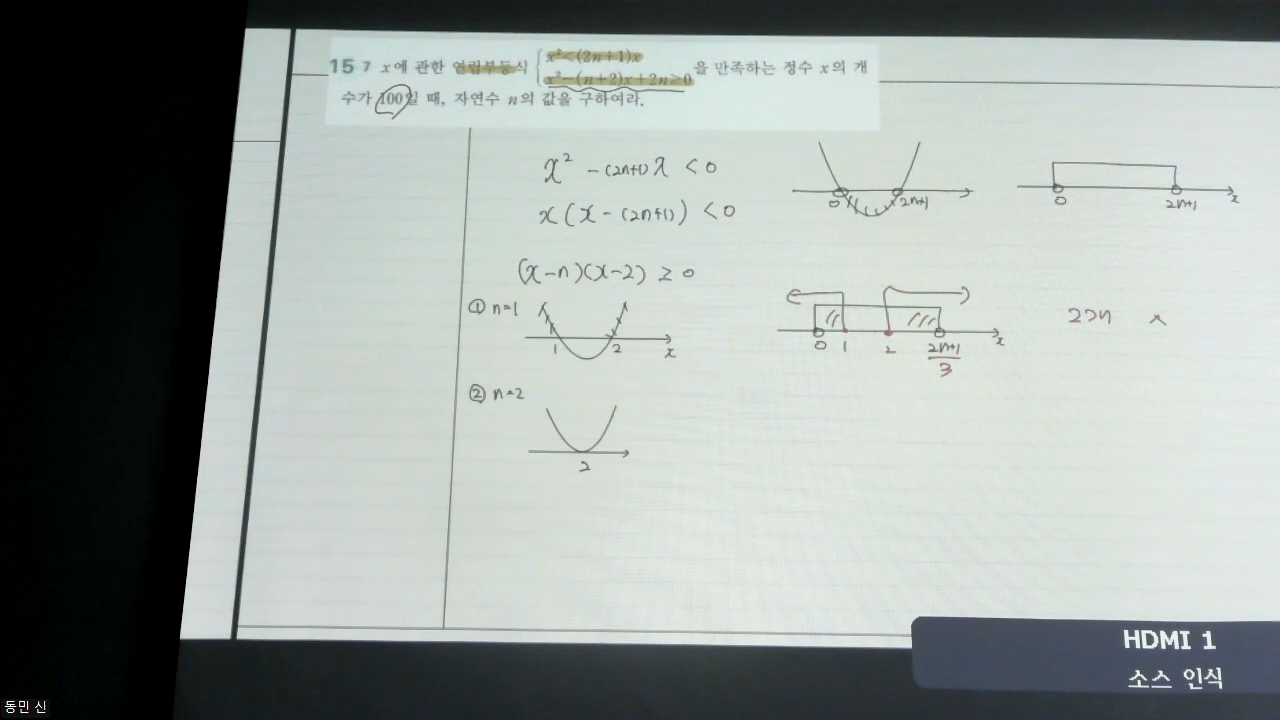 157 x에 관한 연립부등식 { x²<(2n+1)x
x²-(n+2)x+2n≥0 을 만족하는 정수 x의 개
수가 100일 때, 자연수 n의 값을 구하여라.
x² -(2n+1)x <0
x(x-(2n+1)) <0
0 2n+1
0 2n+1 x
(x-n)(x-2) ≥ 0
① n=1
1 2 x
0 1 2 2n+1 x
3
2>n x
② n=2
2
HDMI 1
소스 인식
동민 신